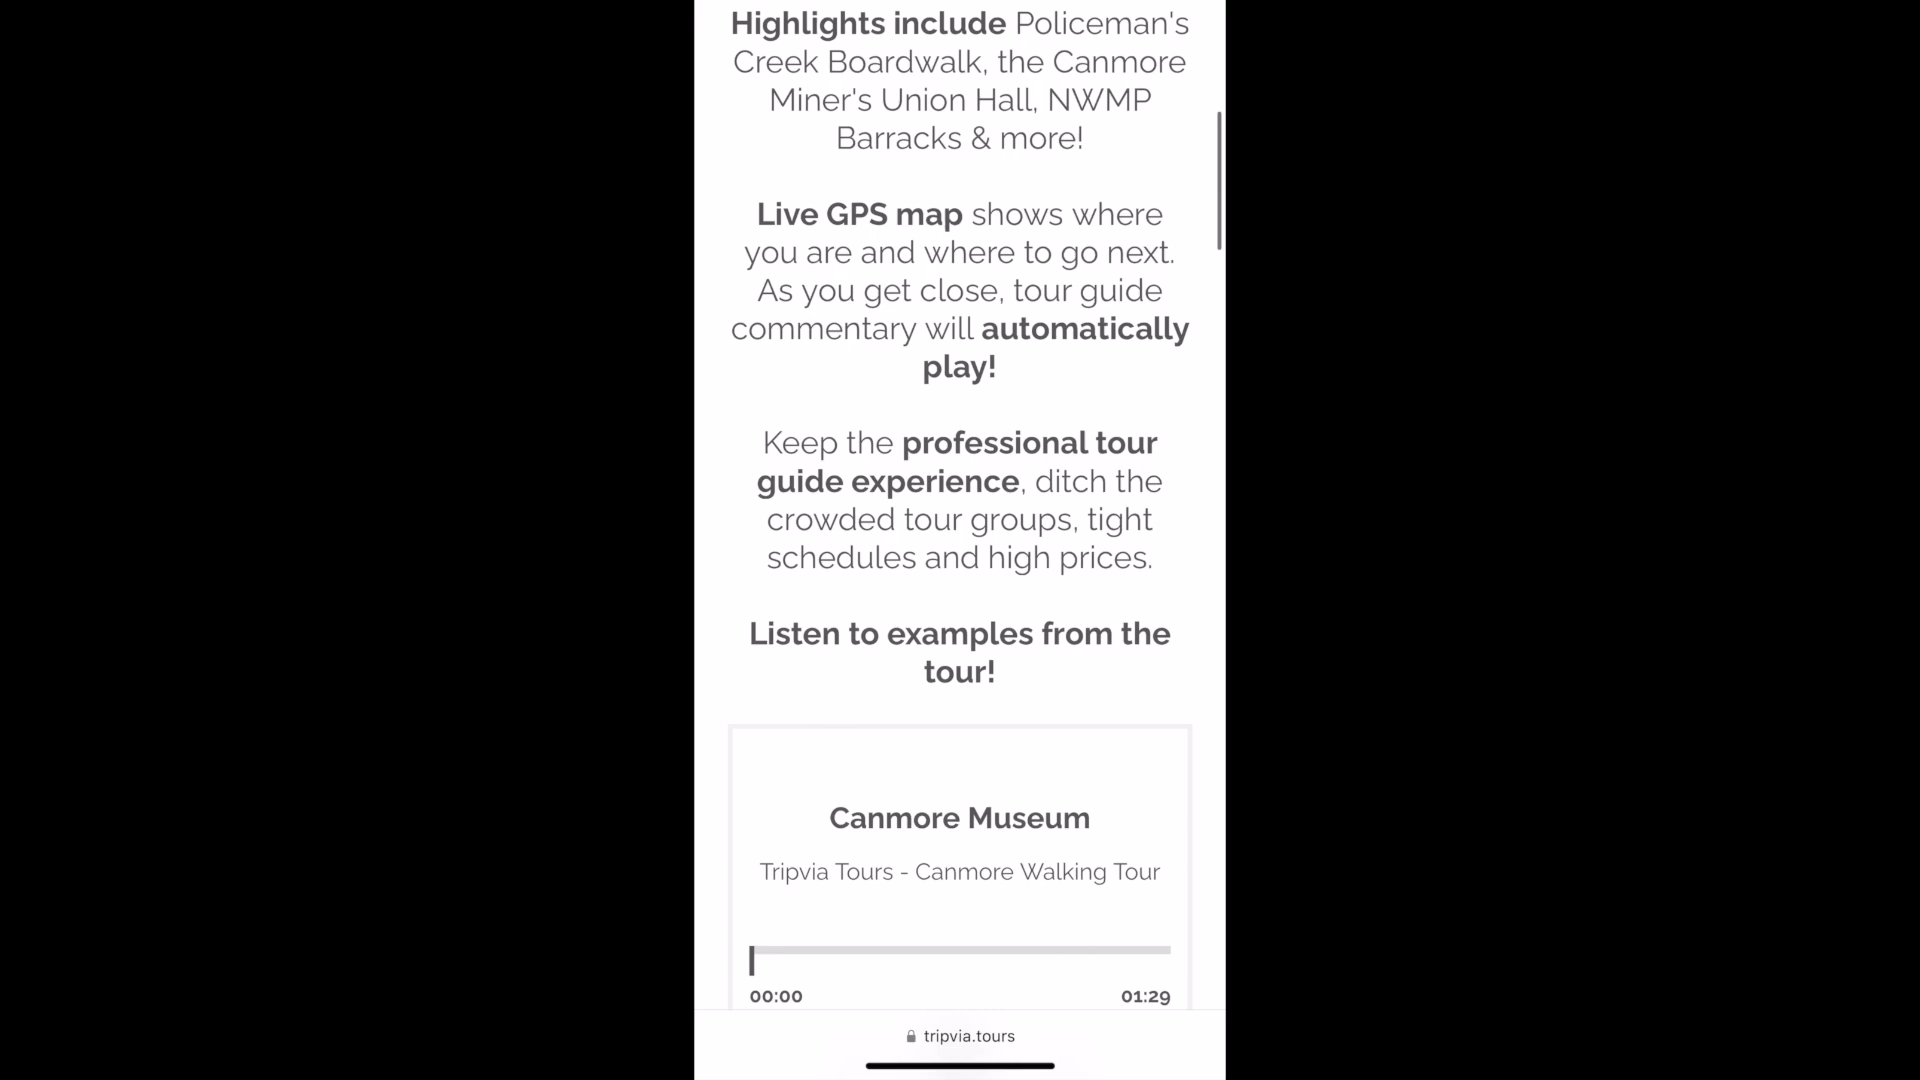 Highlights include Policeman's
Creek Boardwalk, the Canmore
Miner's Union Hall, NWMP
Barracks & more!
Live GPS map shows where
you are and where to go next.
As you get close, tour guide
commentary will automatically
play!
Keep the professional tour
guide experience, ditch the
crowded tour groups, tight
schedules and high prices.
Listen to examples from the
tour!
Canmore Museum
Tripvia Tours - Canmore Walking Tour
00:00 01:29
tripvia.tours